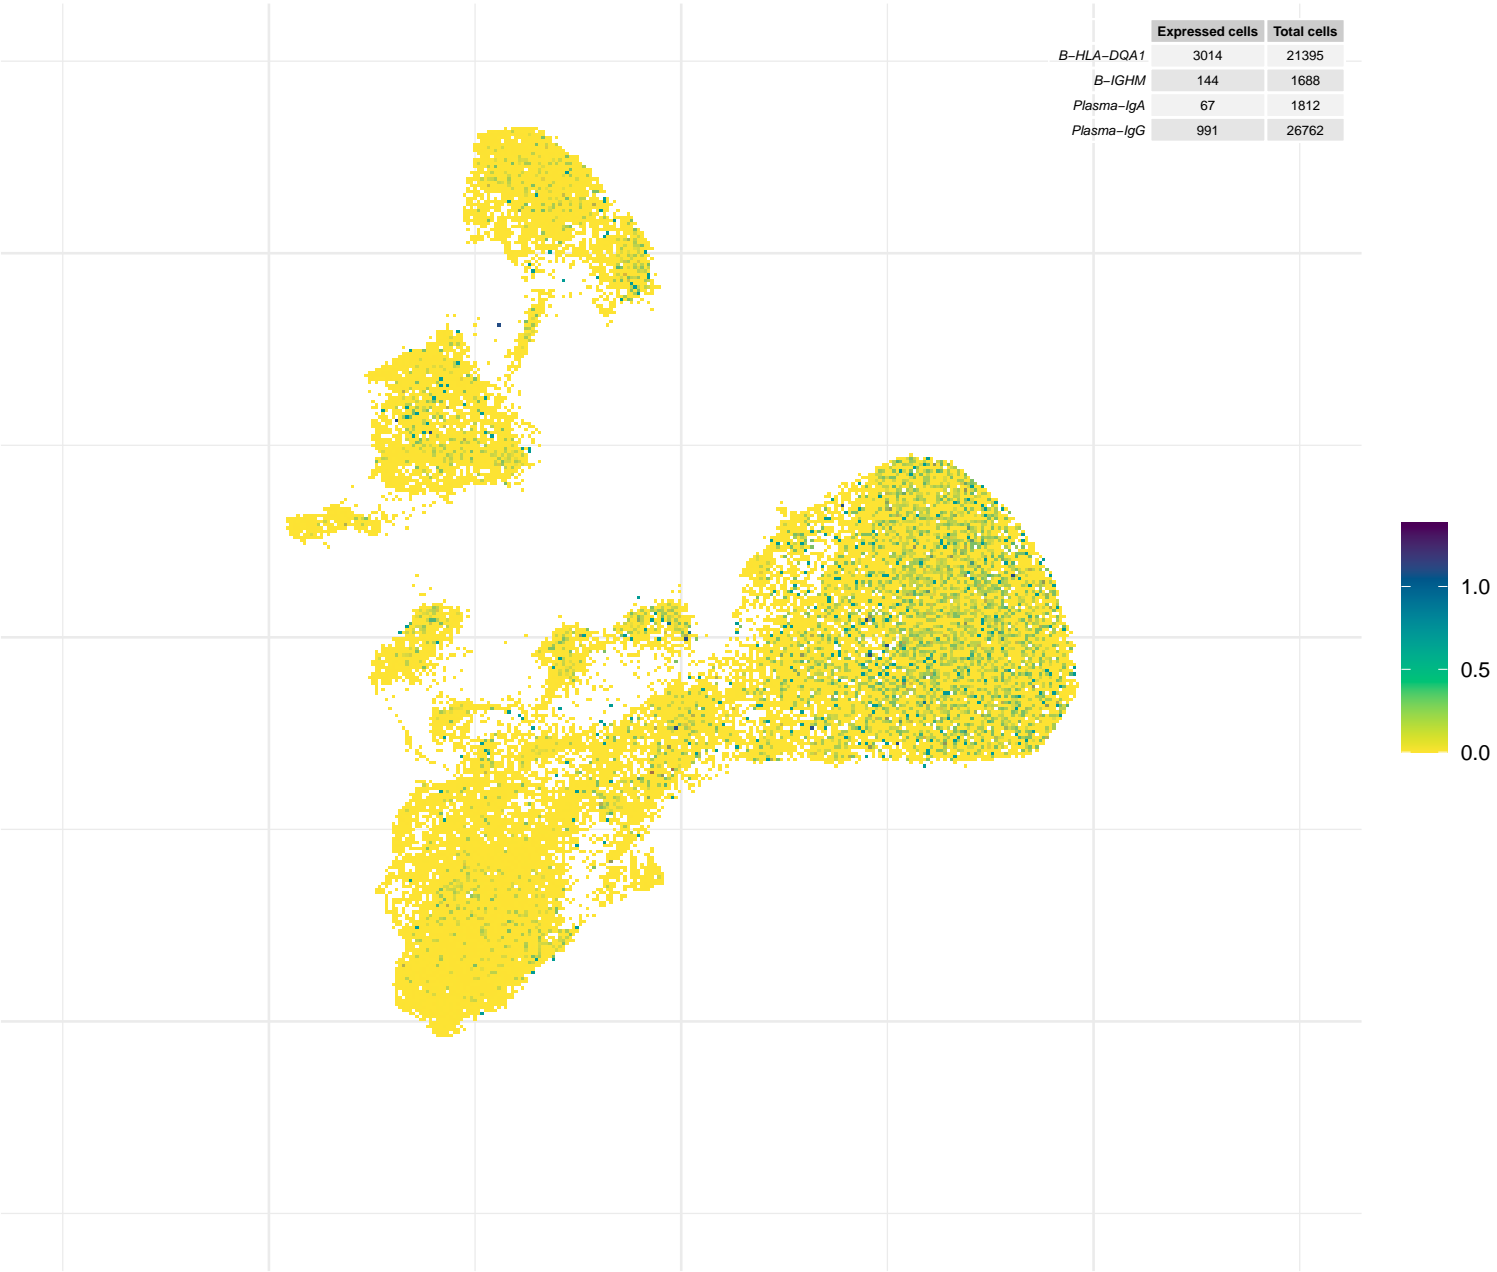 Expressed cells Total cells
B−HLA−DQA1 3014 21395
B−IGHM 144 1688
Plasma−IgA 67 1812
Plasma−IgG 991 26762
1.0
0.5
0.0